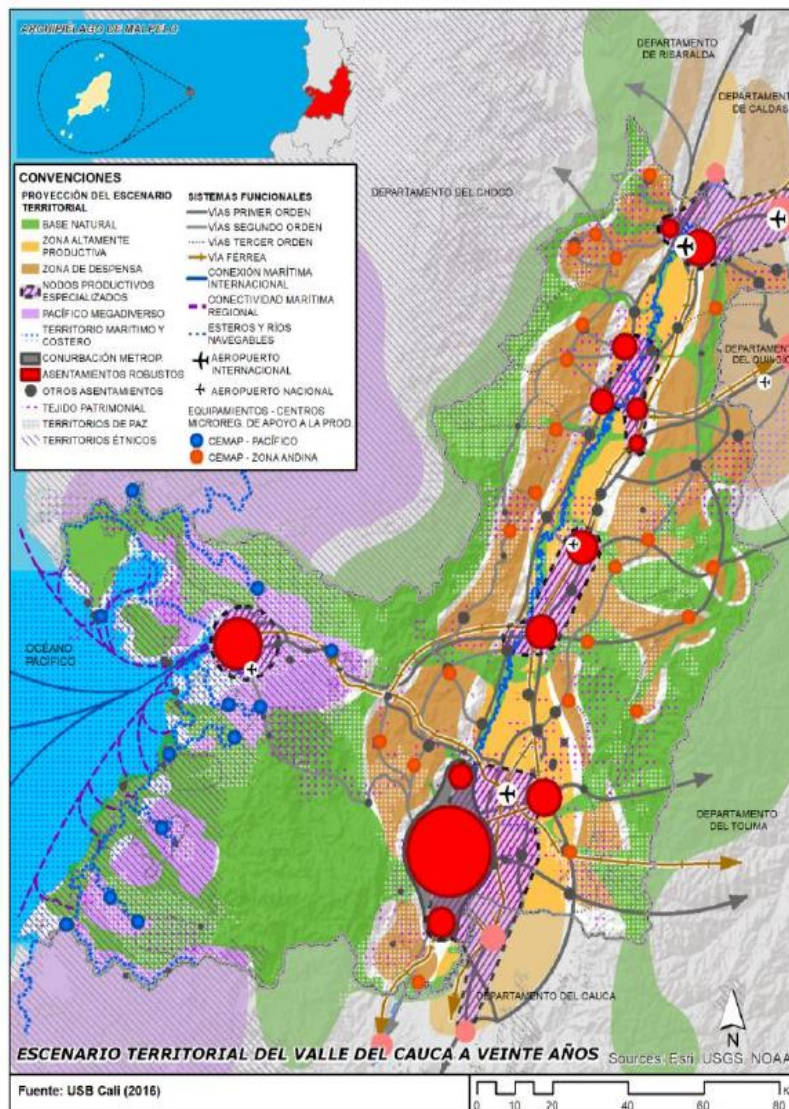 ARCHIPIÉLAGO DE MALPELO
DEPARTAMENTO
DE RISARALDA
DEPARTAMENTO
DE CALDAS
DEPARTAMENTO DEL CHOCO
CONVENCIONES
PROYECCIÓN DEL ESCENARIO
TERRITORIAL
BASE NATURAL
ZONA ALTAMENTE
PRODUCTIVA
ZONA DE DESPENSA
NODOS PRODUCTIVOS
ESPECIALIZADOS
PACÍFICO MEGADIVERSO
TERRITORIO MARITIMO Y
COSTERO
CONURBACIÓN METROP.
ASENTAMIENTOS ROBUSTOS
OTROS ASENTAMIENTOS
TEJIDO PATRIMONIAL
TERRITORIOS DE PAZ
TERRITORIOS ÉTNICOS
SISTEMAS FUNCIONALES
VÍAS PRIMER ORDEN
VÍAS SEGUNDO ORDEN
VÍAS TERCER ORDEN
VÍA FÉRREA
CONEXIÓN MARÍTIMA
INTERNACIONAL
CONECTIVIDAD MARÍTIMA
REGIONAL
ESTEROS Y RÍOS
NAVEGABLES
AEROPUERTO
INTERNACIONAL
AEROPUERTO NACIONAL
EQUIPAMIENTOS - CENTROS
MICROREG. DE APOYO A LA PROD.
CEMAP - PACÍFICO
CEMAP - ZONA ANDINA
DEPARTAMENTO
DEL QUINDIO
OCÉANO
PACÍFICO
DEPARTAMENTO
DEL TOLIMA
DEPARTAMENTO DEL CAUCA
N
ESCENARIO TERRITORIAL DEL VALLE DEL CAUCA A VEINTE AÑOS
Sources: Esri, USGS, NOAA
Fuente: USB Cali (2016)
0 10 20 40 60 80